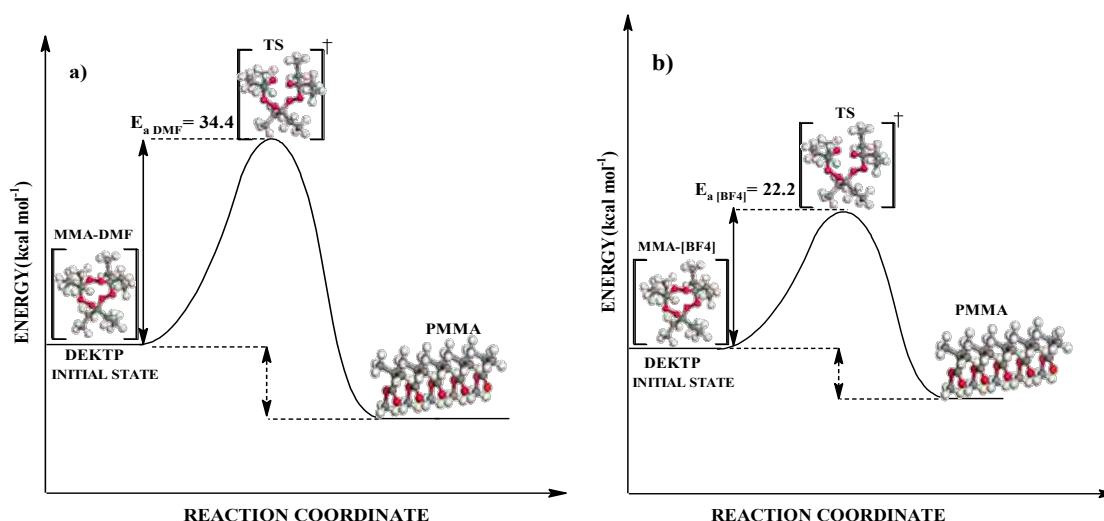 a)
TS
†
E a DMF = 34.4
MMA-DMF
DEKTP
INITIAL STATE
PMMA
ENERGY(kcal mol-1)
REACTION COORDINATE
b)
TS
†
E a [BF4] = 22.2
MMA-[BF4]
DEKTP
INITIAL STATE
PMMA
ENERGY(kcal mol-1)
REACTION COORDINATE